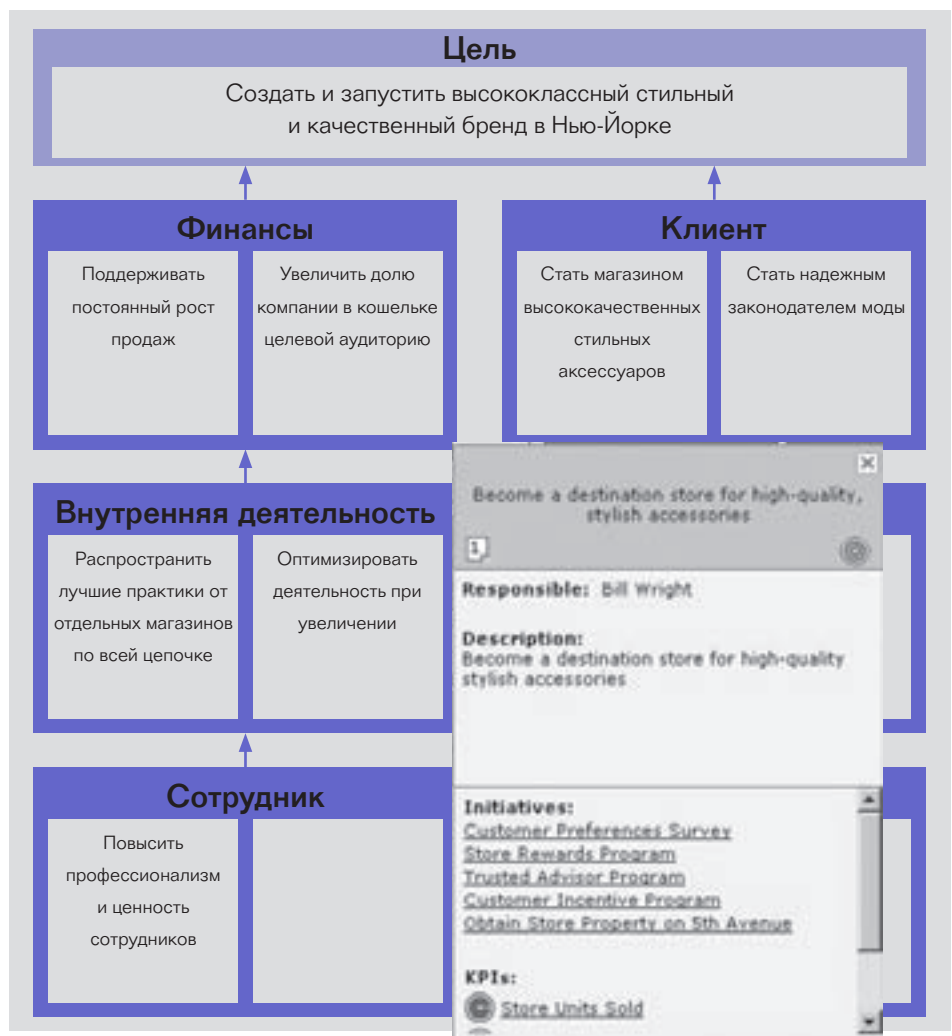 Цель
Создать и запустить высококлассный стильный
и качественный бренд в Нью-Йорке
Финансы
Поддерживать
постоянный рост
продаж
Увеличить долю
компании в кошельке
целевой аудиторию
Клиент
Стать магазином
высококачественных
стильных
аксессуаров
Стать надежным
законодателем моды
Внутренняя деятельность
Распространить
лучшие практики от
отдельных магазинов
по всей цепочке
Оптимизировать
деятельность при
увеличении
Сотрудник
Повысить
профессионализм
и ценность
сотрудников
Become a destination store for high-quality,
stylish accessories
1
Responsible: Bill Wright
Description:
Become a destination store for high-quality
stylish accessories
Initiatives:
Customer Preferences Survey
Store Rewards Program
Trusted Advisor Program
Customer Incentive Program
Obtain Store Property on 5th Avenue
KPIs:
Store Units Sold